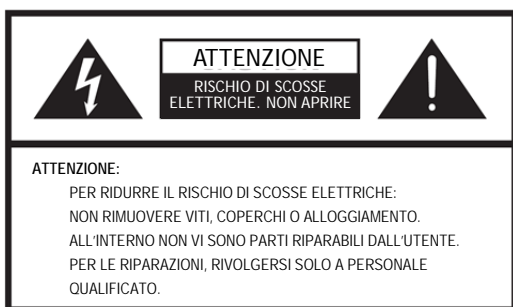 ATTENZIONE
RISCHIO DI SCOSSE
ELETTRICHE. NON APRIRE
ATTENZIONE:
PER RIDURRE IL RISCHIO DI SCOSSE ELETTRICHE:
NON RIMUOVERE VITI, COPERCHI O ALLOGGIAMENTO.
ALL'INTERNO NON VI SONO PARTI RIPARABILI DALL'UTENTE.
PER LE RIPARAZIONI, RIVOLGERSI SOLO A PERSONALE
QUALIFICATO.